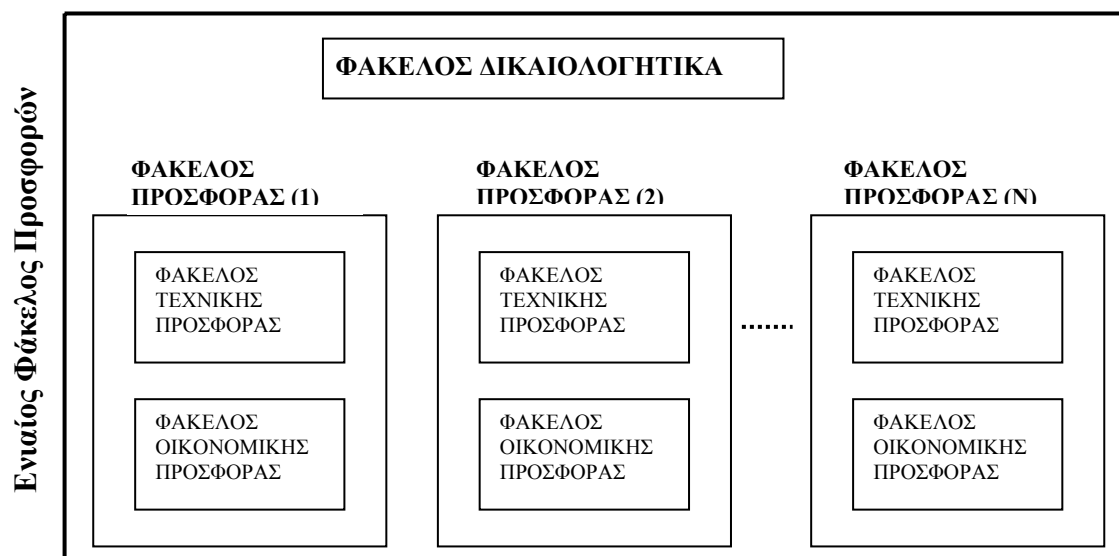 Ενιαίος Φάκελος Προσφορών
ΦΑΚΕΛΟΣ ΔΙΚΑΙΟΛΟΓΗΤΙΚΑ
ΦΑΚΕΛΟΣ
ΠΡΟΣΦΟΡΑΣ (1)
ΦΑΚΕΛΟΣ
ΤΕΧΝΙΚΗΣ
ΠΡΟΣΦΟΡΑΣ
ΦΑΚΕΛΟΣ
ΟΙΚΟΝΟΜΙΚΗΣ
ΠΡΟΣΦΟΡΑΣ
ΦΑΚΕΛΟΣ
ΠΡΟΣΦΟΡΑΣ (2)
ΦΑΚΕΛΟΣ
ΤΕΧΝΙΚΗΣ
ΠΡΟΣΦΟΡΑΣ
ΦΑΚΕΛΟΣ
ΟΙΚΟΝΟΜΙΚΗΣ
ΠΡΟΣΦΟΡΑΣ
.......
ΦΑΚΕΛΟΣ
ΠΡΟΣΦΟΡΑΣ (Ν)
ΦΑΚΕΛΟΣ
ΤΕΧΝΙΚΗΣ
ΠΡΟΣΦΟΡΑΣ
ΦΑΚΕΛΟΣ
ΟΙΚΟΝΟΜΙΚΗΣ
ΠΡΟΣΦΟΡΑΣ